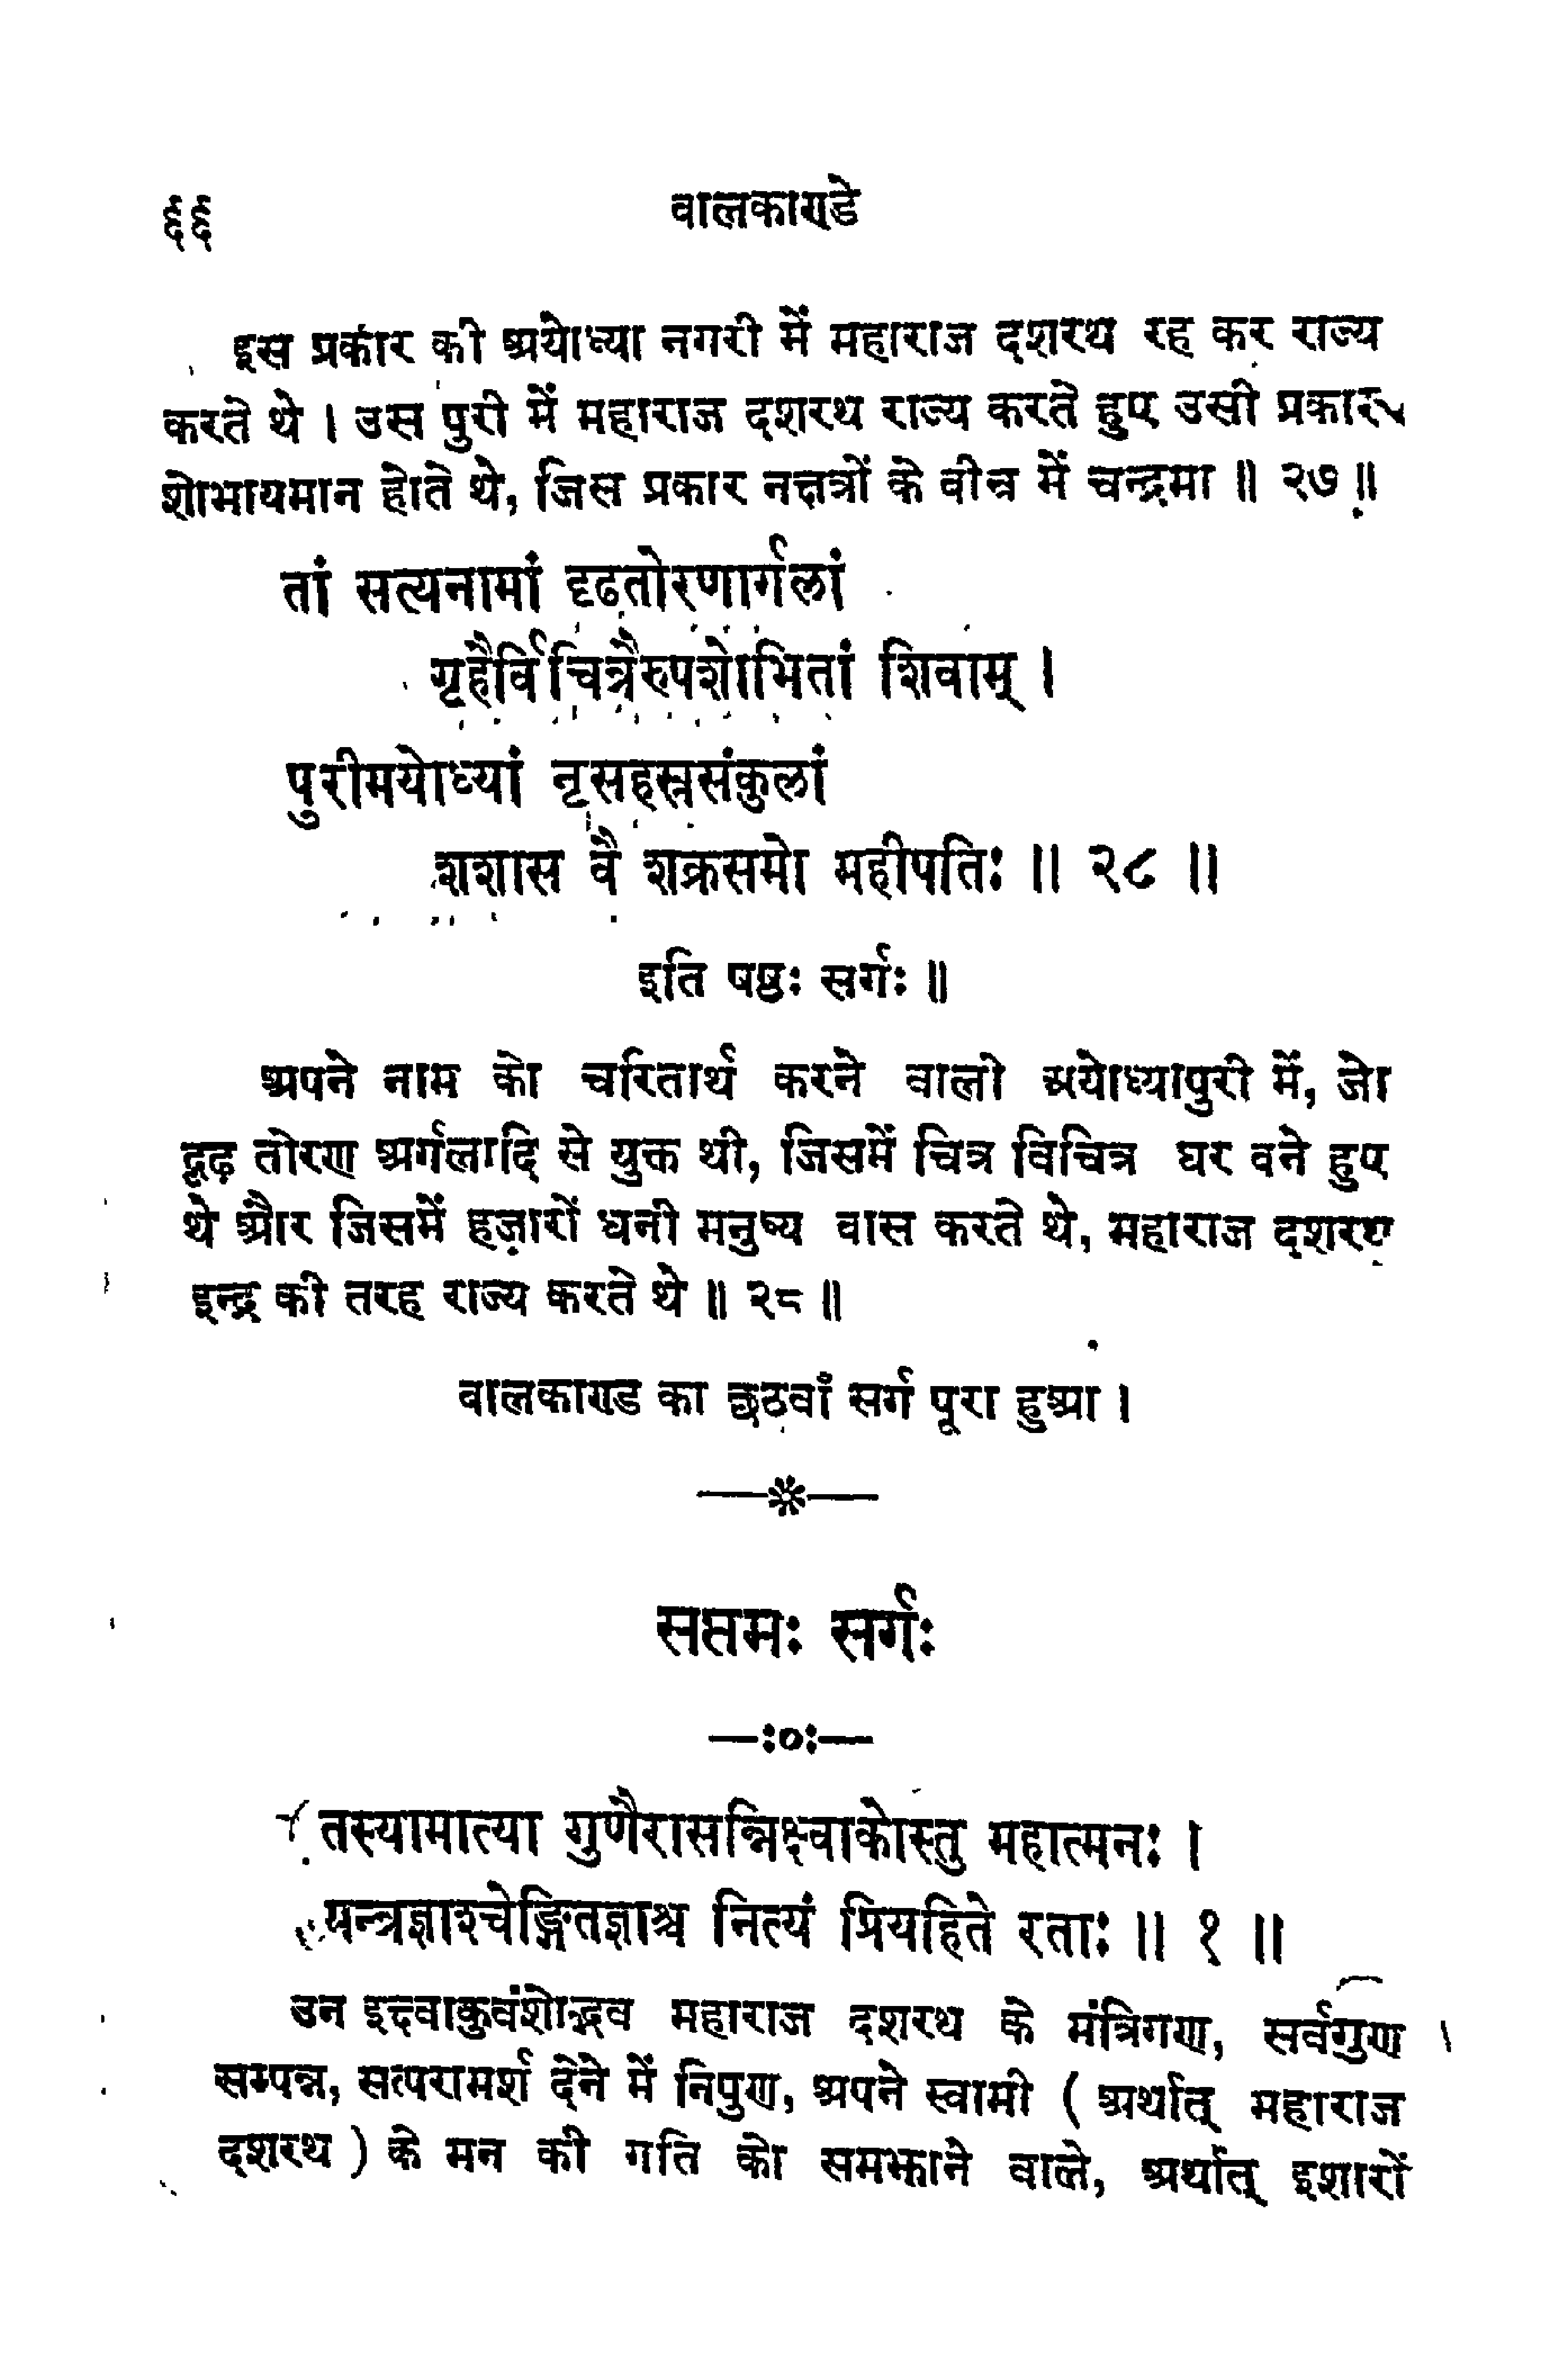 ६६ वालकाण्डे
इस प्रकार की अयोध्या नगरी में महाराज दशरथ रह कर राज्य
करते थे । उस पुरी में महाराज दशरथ राज्य करते हुए उसी प्रकार
शोभायमान होते थे, जिस प्रकार नक्षत्रों के वीच में चन्द्रमा ॥ २७ ॥
तां सत्यनामां दृढतोरणार्गलां
गृहैर्विचित्रैरुपशोभितां शिवाम् ।
पुरीमयोध्यां नृसहस्रसंकुलां
शशास वै शक्रसमो महीपतिः ॥ २८ ॥
इति षष्ठः सर्गः ॥
अपने नाम को चरितार्थ करने वाली अयोध्यापुरी में, जो
दृढ़ तोरण अर्गलादि से युक्त थी, जिसमें चित्र विचित्र घर वने हुए
थे और जिसमें हज़ारों धनी मनुष्य वास करते थे, महाराज दशरथ
इन्द्र की तरह राज्य करते थे ॥ २८ ॥
वालकाण्ड का छठवां सर्ग पूरा हुआ ।
—❋—
सप्तमः सर्गः
—:०:—
तस्यामात्या गुणैरासन्निक्ष्वाकोस्तु महात्मनः ।
मन्त्रज्ञाश्चेङ्गितज्ञाश्च नित्यं प्रियहिते रताः ॥ १ ॥
उन इक्ष्वाकुवंशोद्भव महाराज दशरथ के मंत्रिगण, सर्वगुण
सम्पन्न, सत्परामर्श देने में निपुण, अपने स्वामी ( अर्थात् महाराज
दशरथ ) के मन की गति को समझाने वाले, अर्थात् इशारों